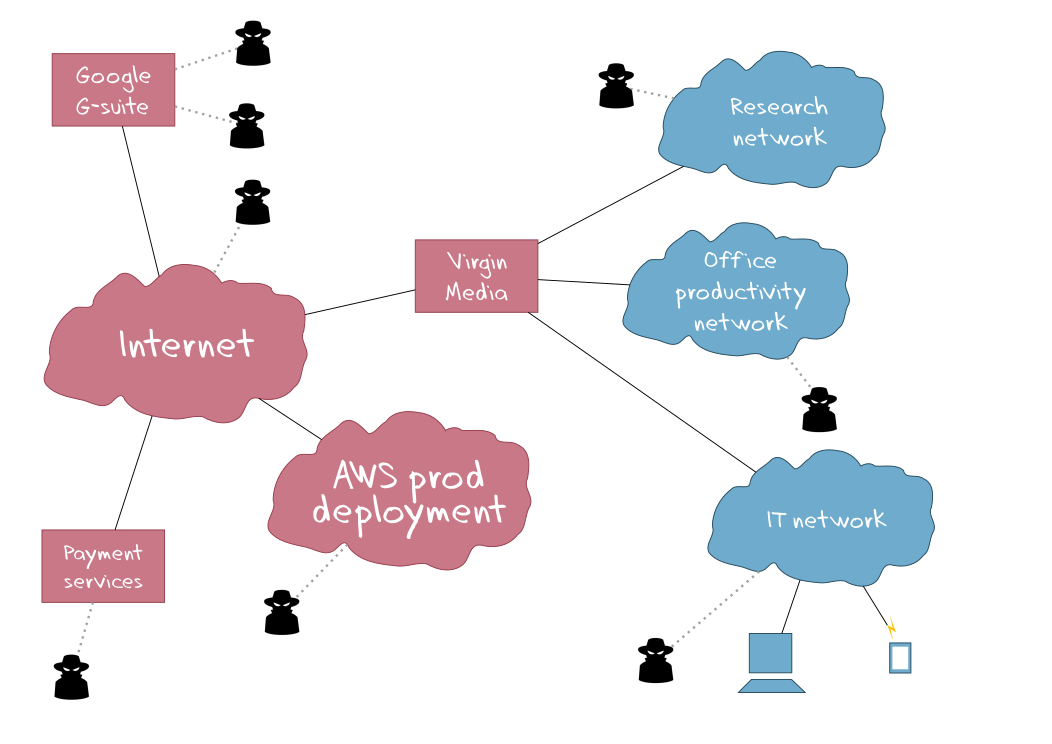 Google
G-suite
Research
network
Virgin
Media
Office
productivity
network
Internet
AWS prod
deployment
IT network
Payment
services